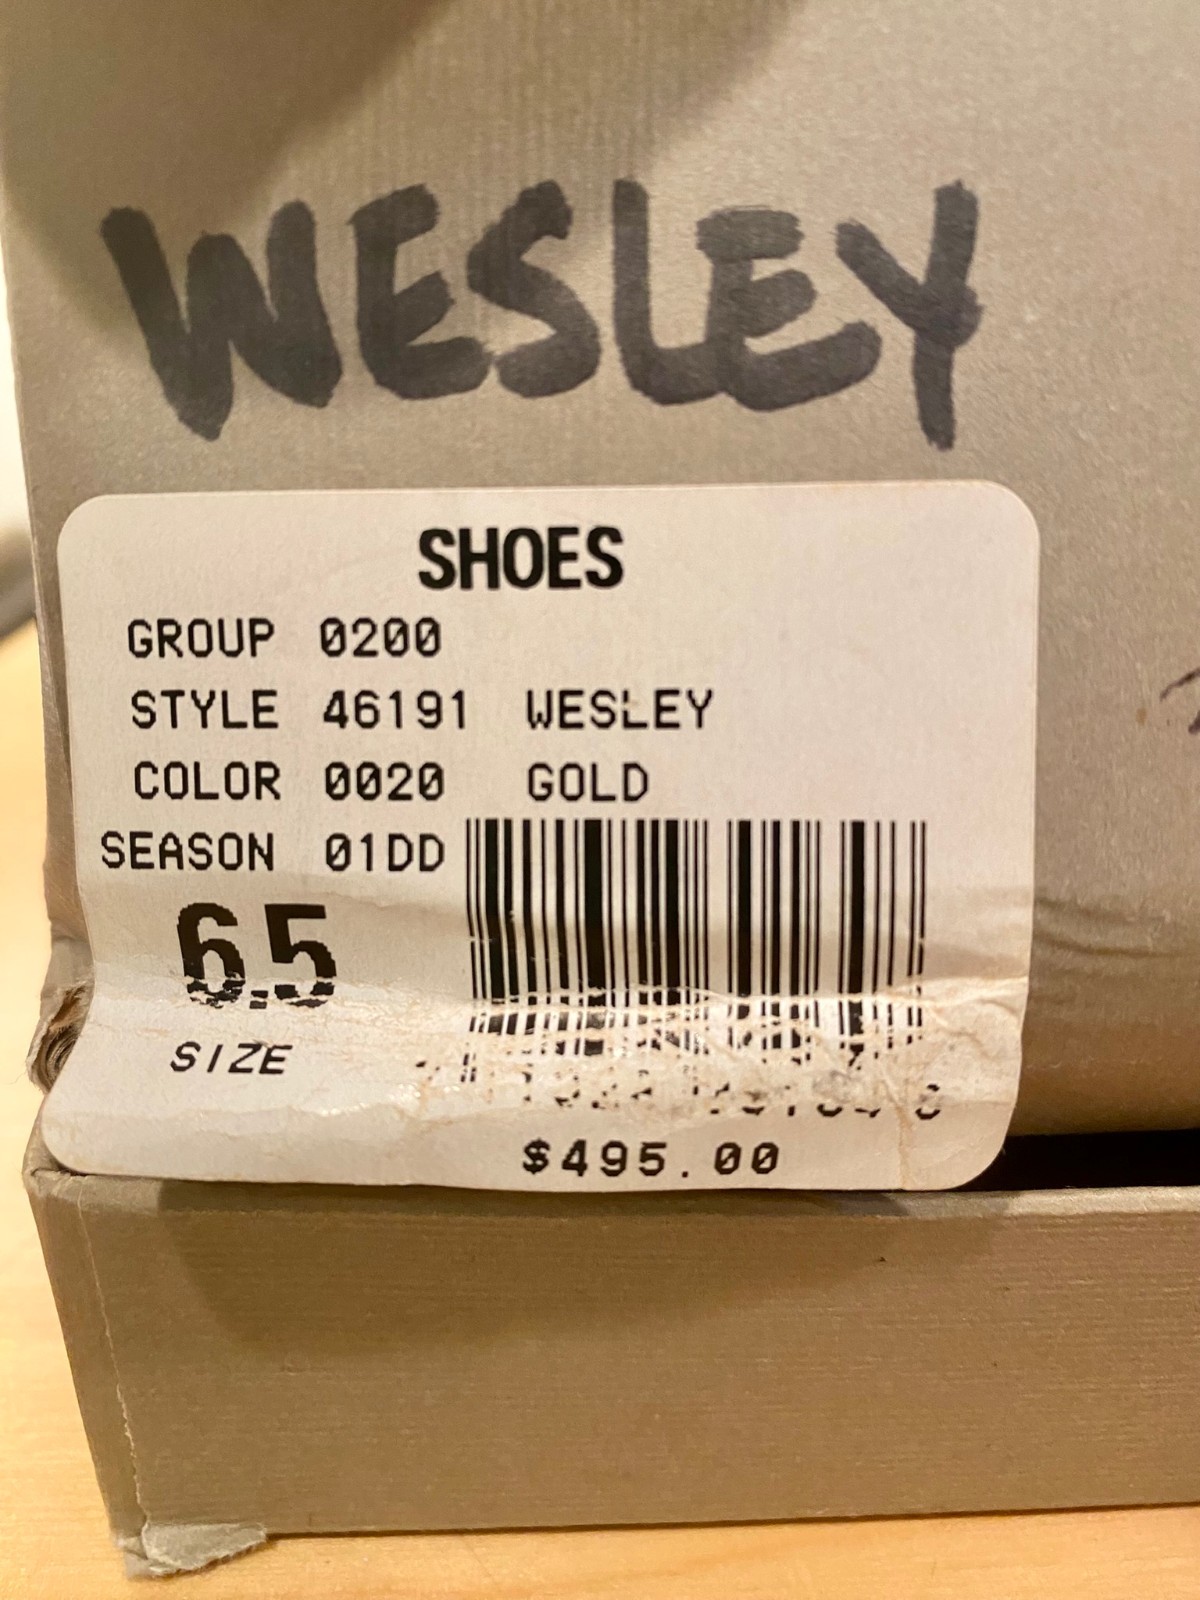 WESLEY
SHOES
GROUP 0200
STYLE 46191 WESLEY
COLOR 0020 GOLD
SEASON 01DD
6.5
SIZE
$495.00